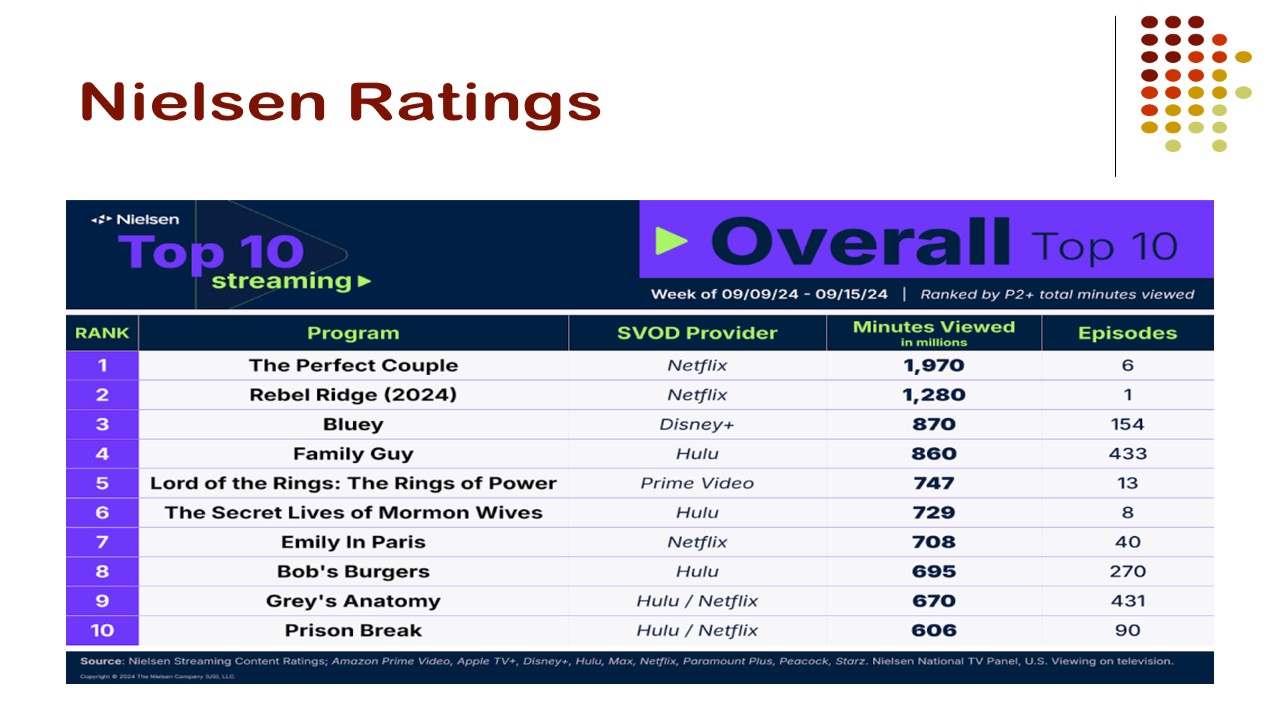 Nielsen Ratings
Nielsen
Top 10
streaming
Overall Top 10
Week of 09/09/24 - 09/15/24 | Ranked by P2+ total minutes viewed
RANK Program SVOD Provider Minutes Viewed in millions Episodes
1 The Perfect Couple Netflix 1,970 6
2 Rebel Ridge (2024) Netflix 1,280 1
3 Bluey Disney+ 870 154
4 Family Guy Hulu 860 433
5 Lord of the Rings: The Rings of Power Prime Video 747 13
6 The Secret Lives of Mormon Wives Hulu 729 8
7 Emily In Paris Netflix 708 40
8 Bob's Burgers Hulu 695 270
9 Grey's Anatomy Hulu / Netflix 670 431
10 Prison Break Hulu / Netflix 606 90
Source: Nielsen Streaming Content Ratings; Amazon Prime Video, Apple TV+, Disney+, Hulu, Max, Netflix, Paramount Plus, Peacock, Starz. Nielsen National TV Panel, U.S. Viewing on television.
Copyright © 2024 The Nielsen Company (US), LLC.